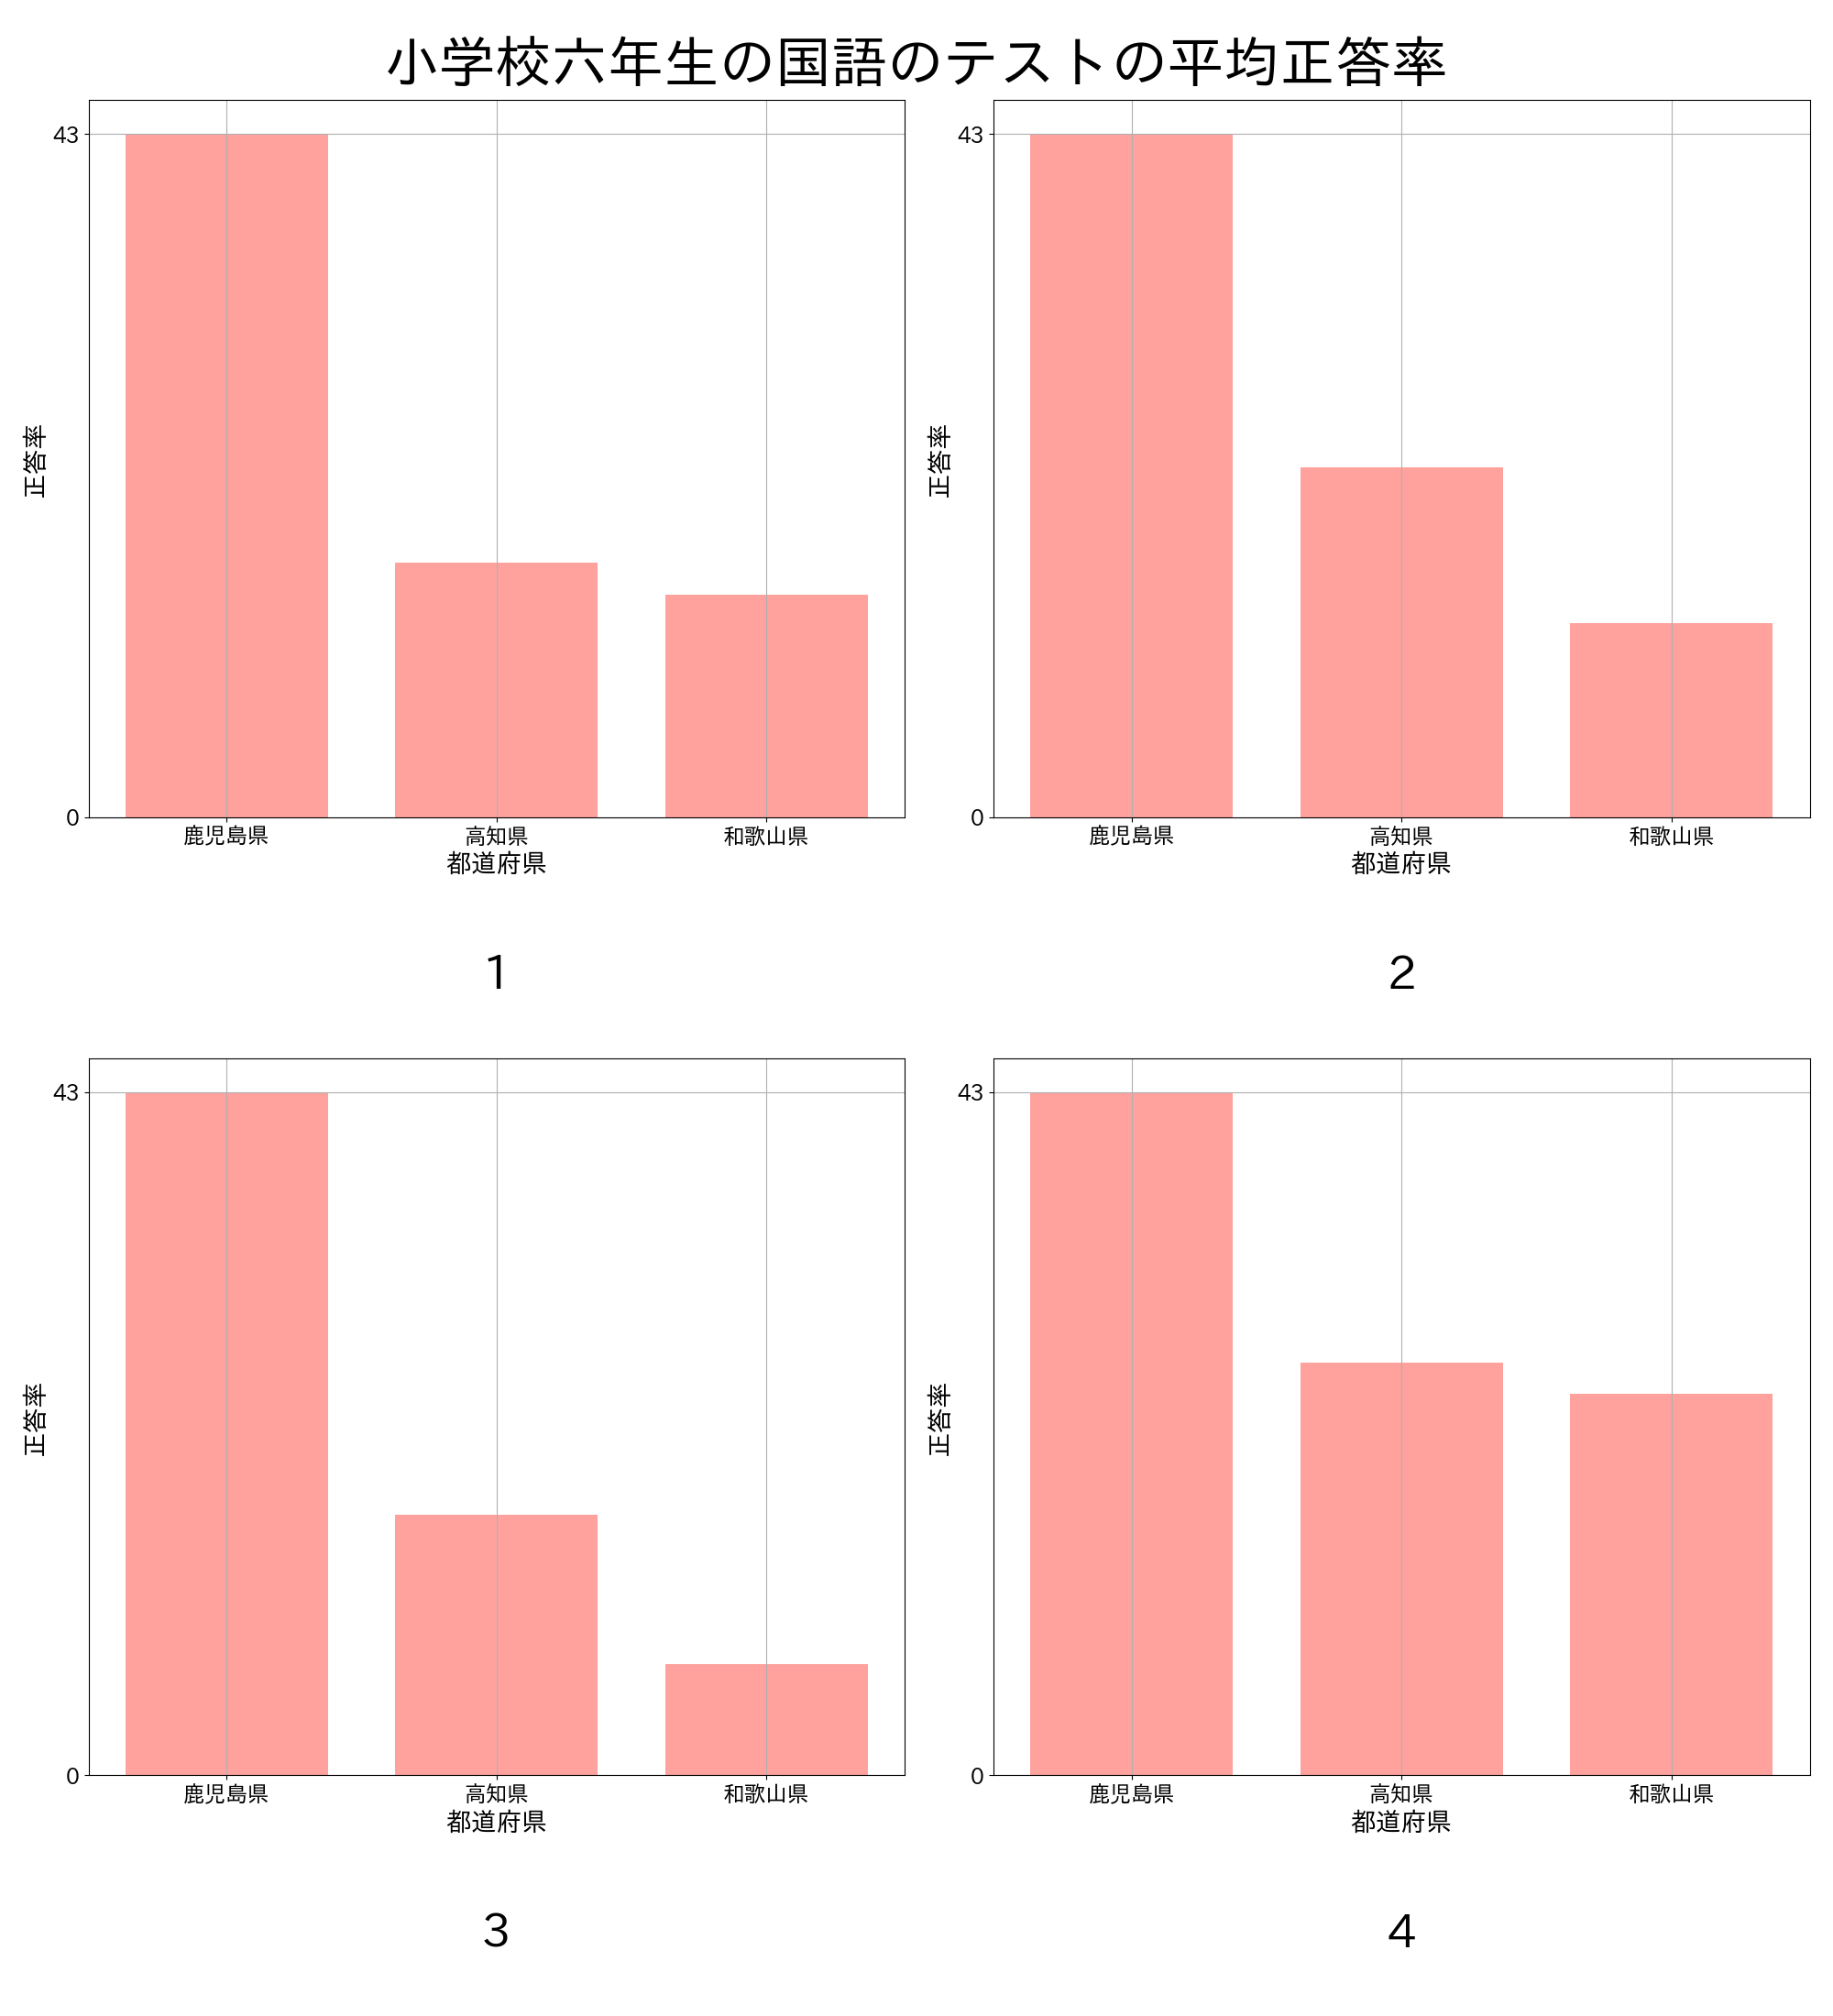 小学校六年生の国語のテストの平均正答率
43
正答率
0
鹿児島県 高知県 和歌山県
都道府県
1
43
正答率
0
鹿児島県 高知県 和歌山県
都道府県
2
43
正答率
0
鹿児島県 高知県 和歌山県
都道府県
3
43
正答率
0
鹿児島県 高知県 和歌山県
都道府県
4